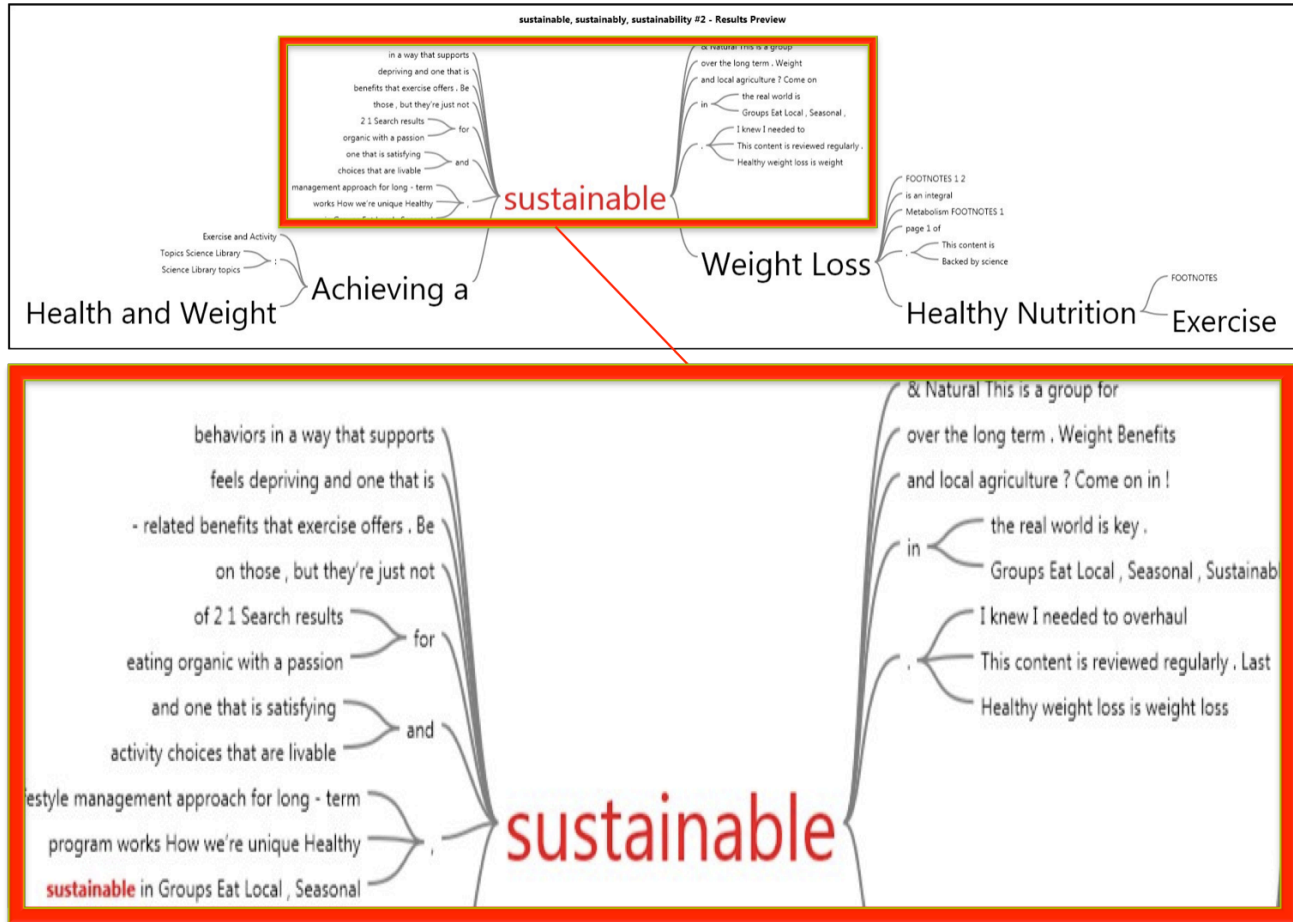 sustainable, sustainably, sustainability #2 - Results Preview
in a way that supports
depriving and one that is
benefits that exercise offers . Be
those , but they're just not
2 1 Search results
organic with a passion
for
one that is satisfying
choices that are livable
and
management approach for long - term
works How we're unique Healthy
,
sustainable
& Natural This is a group
over the long term . Weight
and local agriculture ? Come on
in
the real world is
Groups Eat Local , Seasonal ,
.
I knew I needed to
This content is reviewed regularly .
Healthy weight loss is weight
Exercise and Activity
Topics Science Library
Science Library topics
:
Health and Weight
Achieving a
Weight Loss
FOOTNOTES 1 2
is an integral
Metabolism FOOTNOTES 1
page 1 of
.
This content is
Backed by science
Healthy Nutrition
FOOTNOTES
Exercise
behaviors in a way that supports
feels depriving and one that is
- related benefits that exercise offers . Be
on those , but they're just not
of 2 1 Search results
eating organic with a passion
for
and one that is satisfying
activity choices that are livable
and
festyle management approach for long - term
program works How we're unique Healthy
sustainable in Groups Eat Local , Seasonal
,
sustainable
& Natural This is a group for
over the long term . Weight Benefits
and local agriculture ? Come on in !
in
the real world is key .
Groups Eat Local , Seasonal , Sustainabl
.
I knew I needed to overhaul
This content is reviewed regularly . Last
Healthy weight loss is weight loss